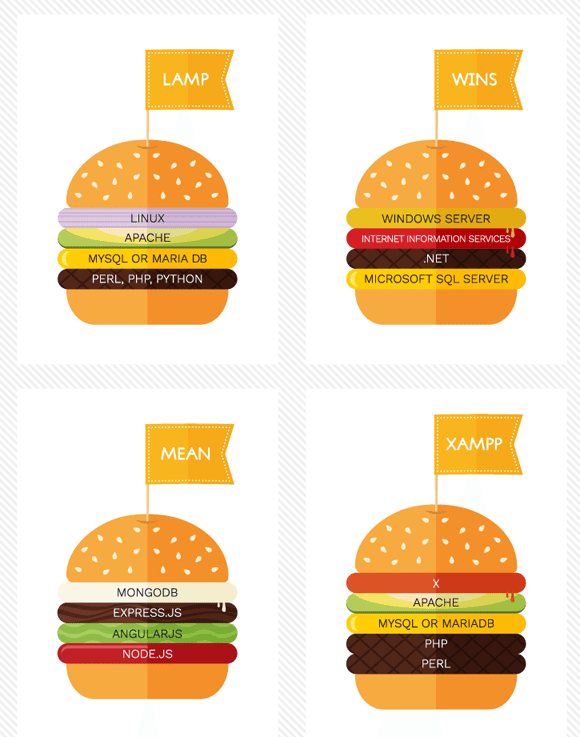 LAMP
LINUX
APACHE
MYSQL OR MARIA DB
PERL, PHP, PYTHON
WINS
WINDOWS SERVER
INTERNET INFORMATION SERVICES
.NET
MICROSOFT SQL SERVER
MEAN
MONGODB
EXPRESS.JS
ANGULARJS
NODE.JS
XAMPP
X
APACHE
MYSQL OR MARIADB
PHP
PERL